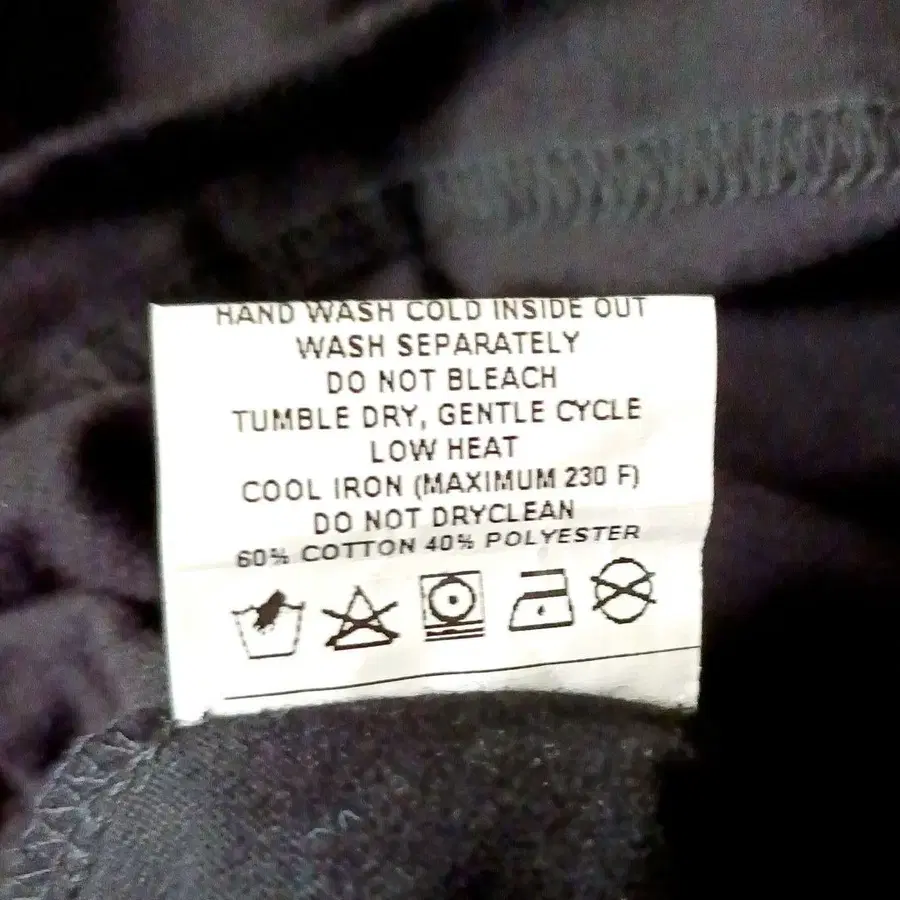 HAND WASH COLD INSIDE OUT
WASH SEPARATELY
DO NOT BLEACH
TUMBLE DRY, GENTLE CYCLE
LOW HEAT
COOL IRON (MAXIMUM 230 F)
DO NOT DRYCLEAN
60% COTTON 40% POLYESTER